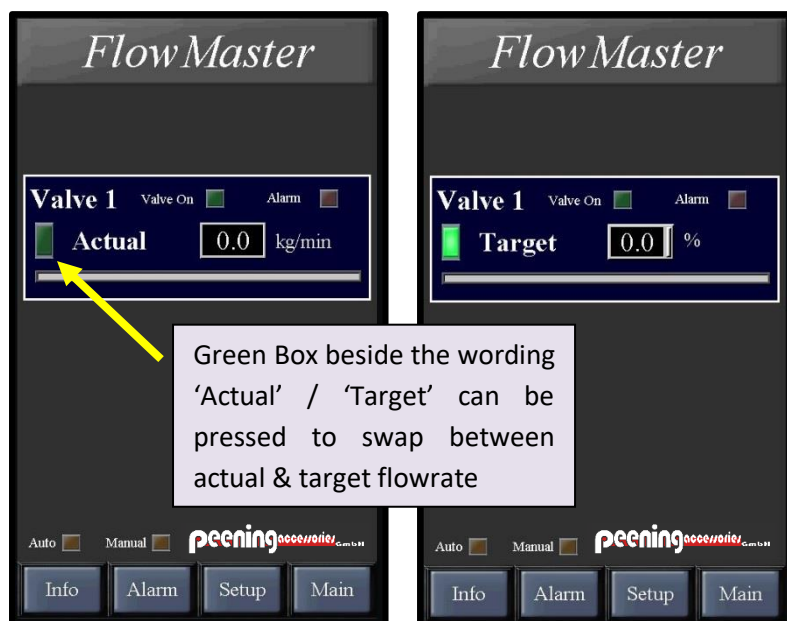 FlowMaster
Valve 1 Valve On Alarm
Actual 0.0 kg/min
Auto Manual peening accessories GmbH
Info Alarm Setup Main
FlowMaster
Valve 1 Valve On Alarm
Target 0.0 %
Auto Manual peening accessories GmbH
Info Alarm Setup Main
Green Box beside the wording
‘Actual’ / ‘Target’ can be
pressed to swap between
actual & target flowrate